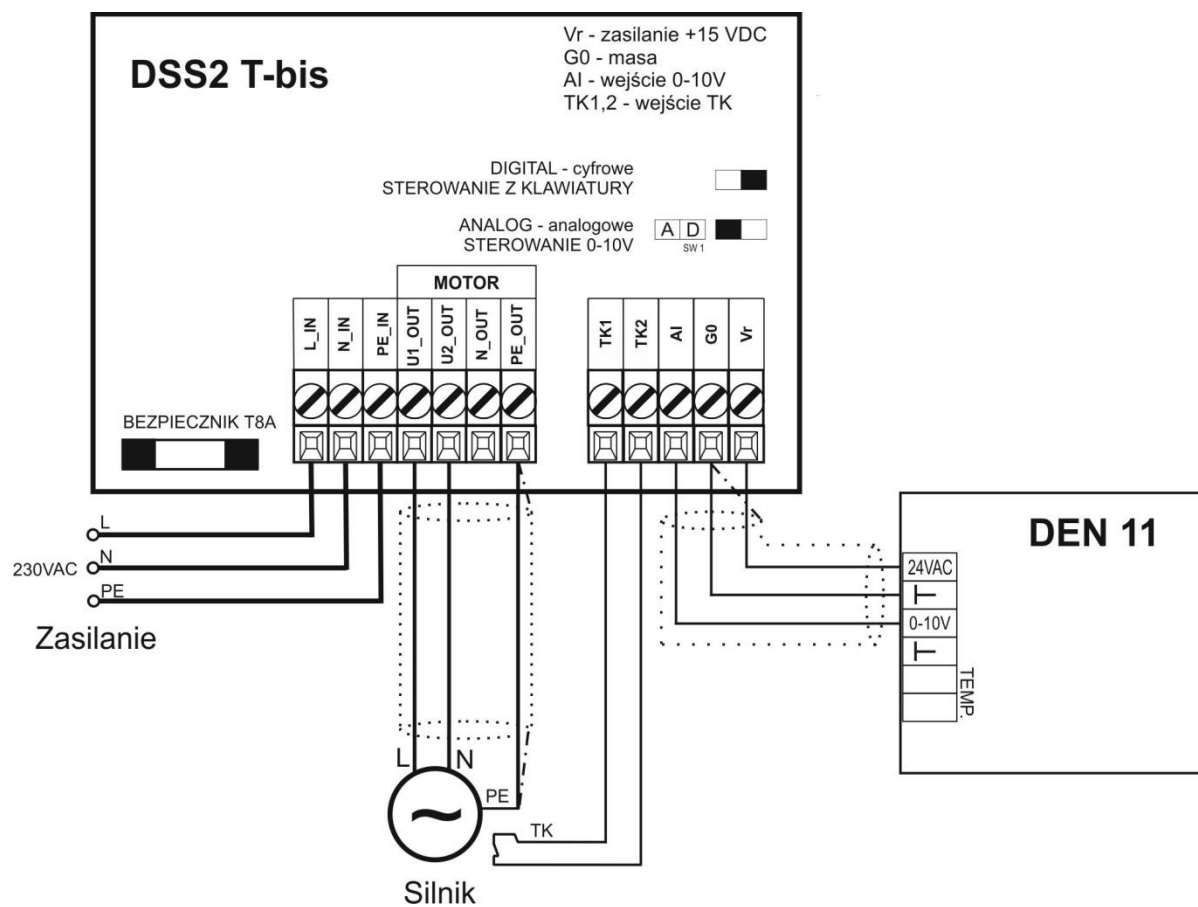 DSS2 T-bis
Vr - zasilanie +15 VDC
G0 - masa
AI - wejście 0-10V
TK1,2 - wejście TK
DIGITAL - cyfrowe
STEROWANIE Z KLAWIATURY
ANALOG - analogowe
STEROWANIE 0-10V
A D
SW 1
MOTOR
L_IN
N_IN
PE_IN
U1_OUT
U2_OUT
N_OUT
PE_OUT
TK1
TK2
AI
G0
Vr
BEZPIECZNIK T8A
L
N
230VAC
PE
Zasilanie
DEN 11
24VAC
0-10V
TEMP.
L
N
PE
TK
Silnik